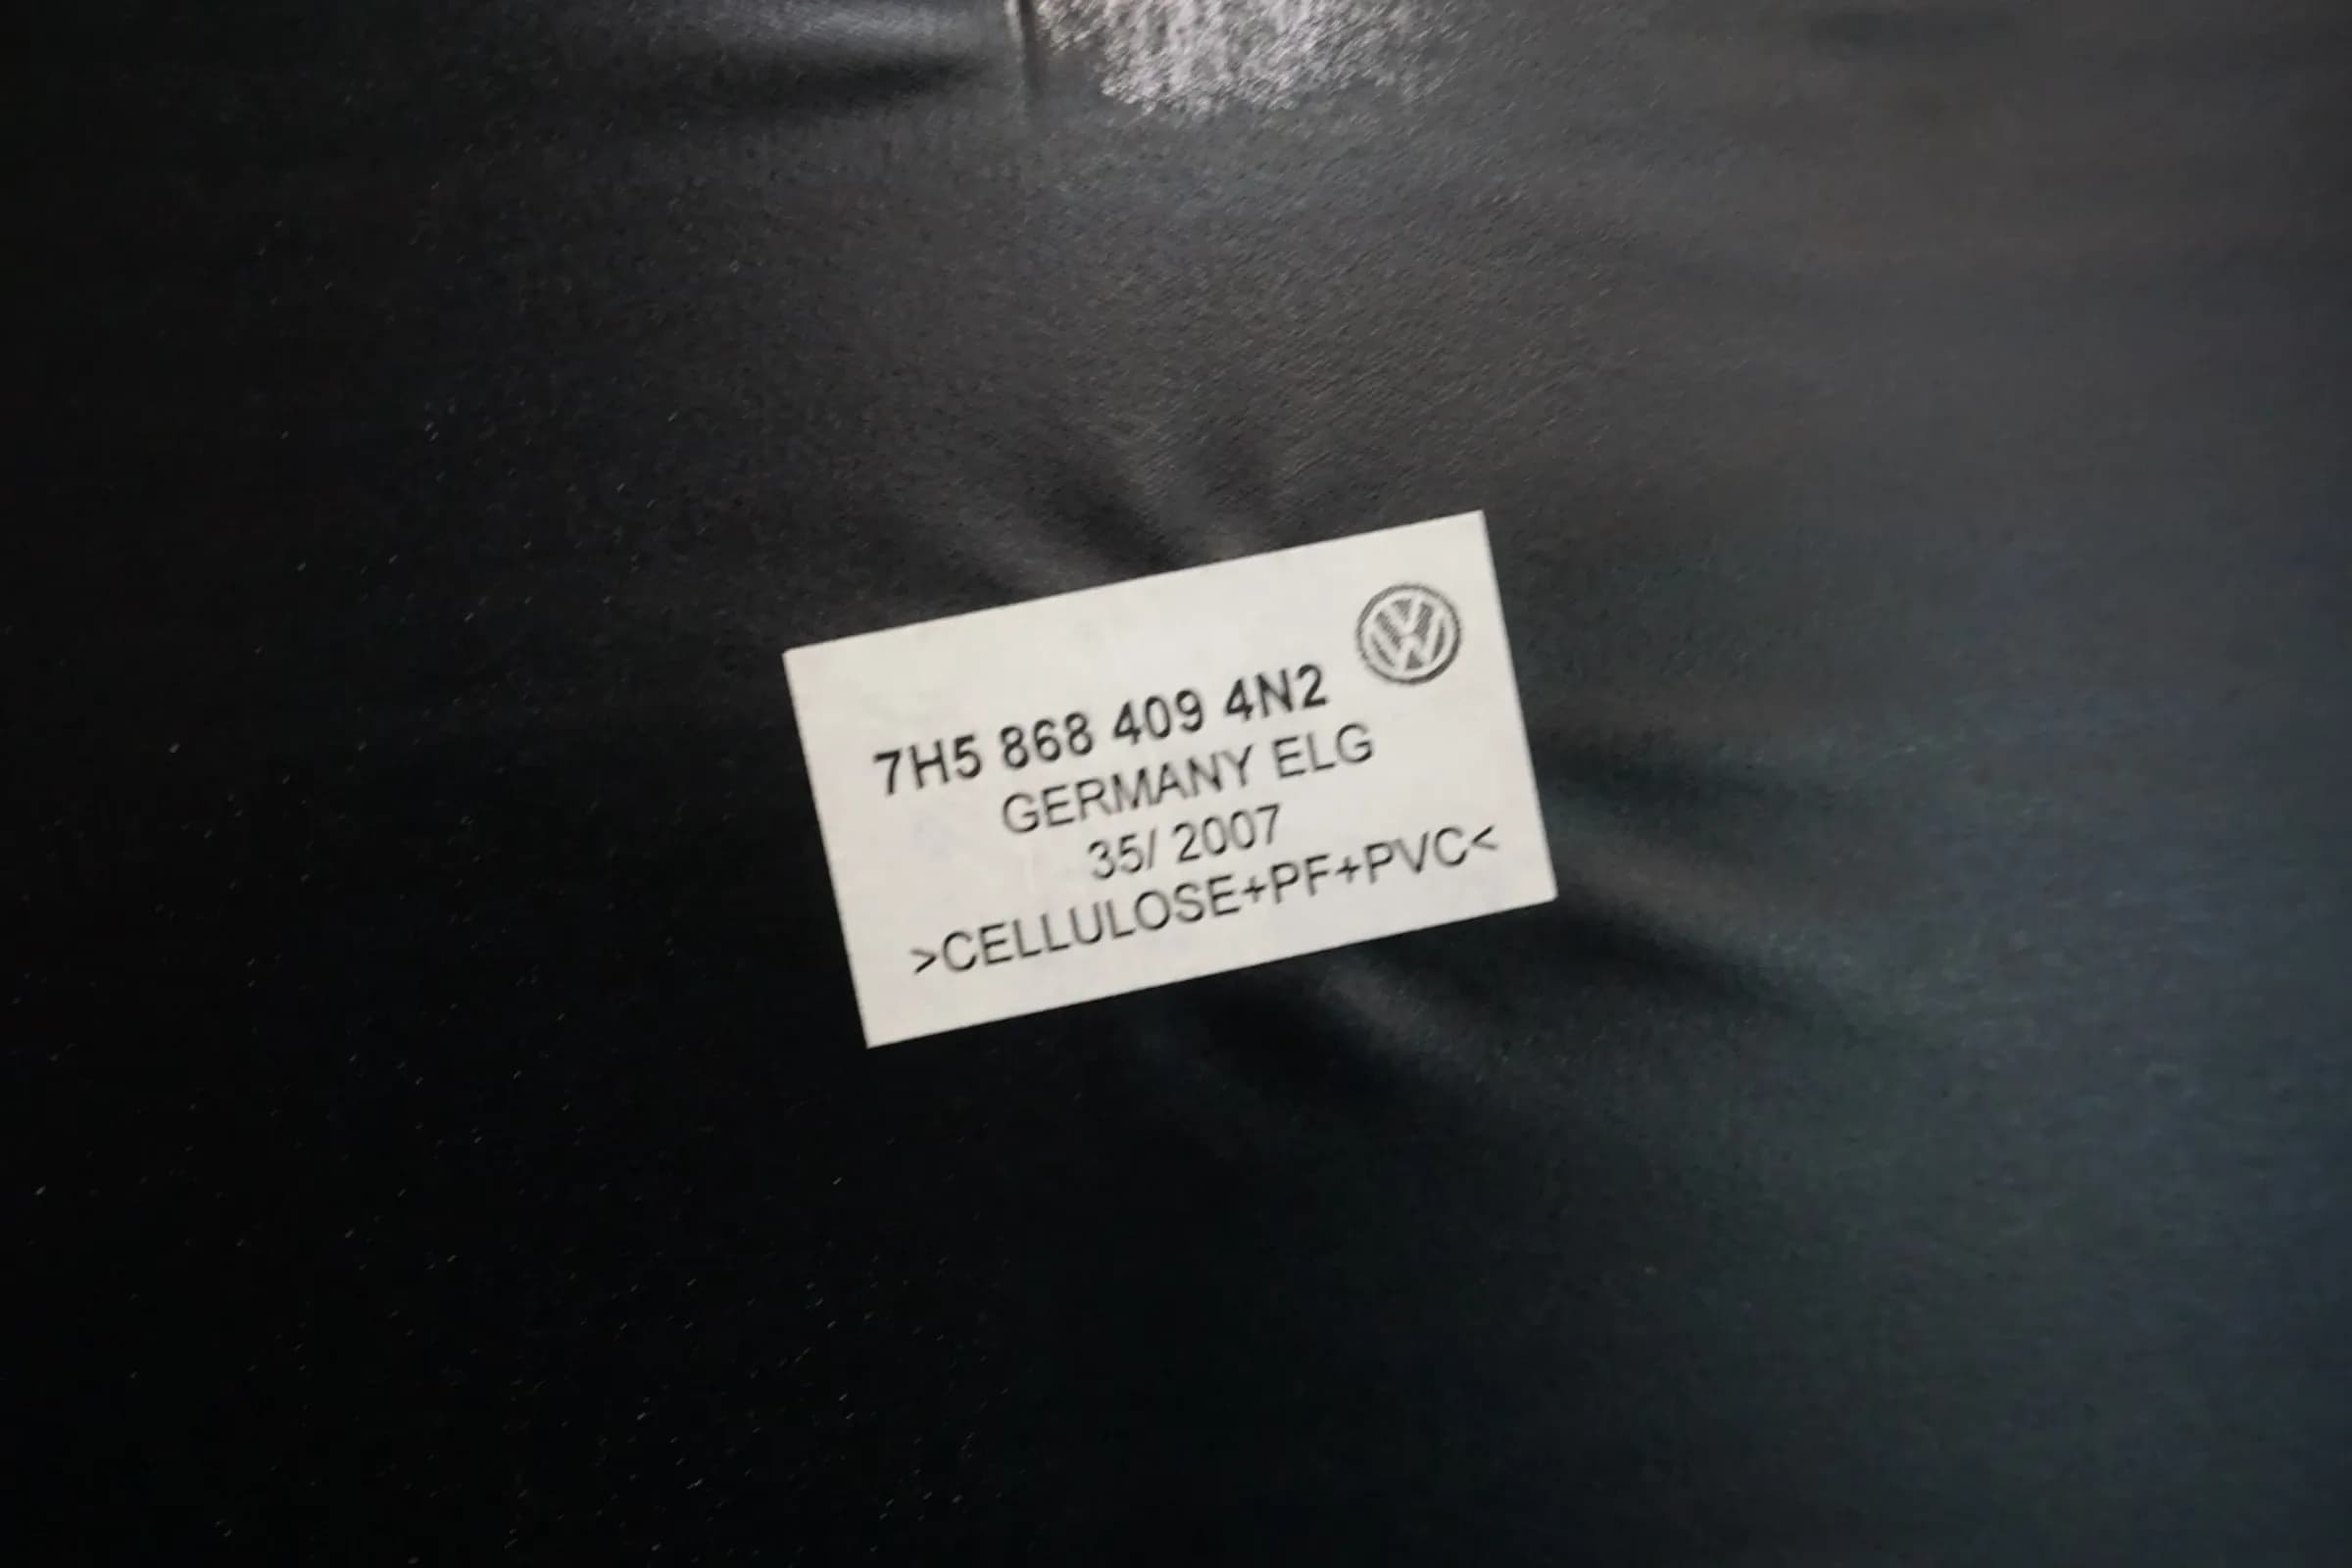 7H5 868 409 4N2
GERMANY ELG
35/ 2007
>CELLULOSE+PF+PVC<